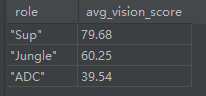 role avg_vision_score
"Sup" 79.68
"Jungle" 60.25
"ADC" 39.54